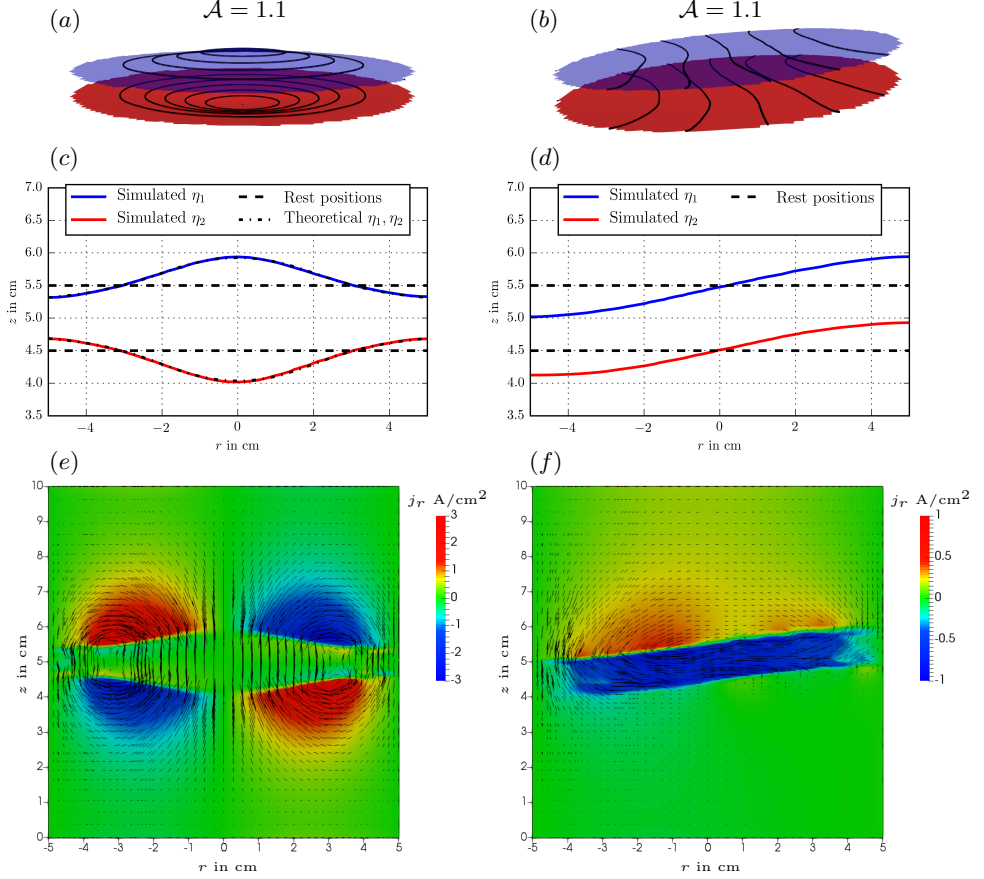 (a) 𝒜 = 1.1
(b) 𝒜 = 1.1
(c)
7.0
6.5
6.0
5.5
5.0
4.5
4.0
3.5
z in cm
Simulated η₁
Simulated η₂
Rest positions
Theoretical η₁, η₂
−4 −2 0 2 4
r in cm
(d)
7.0
6.5
6.0
5.5
5.0
4.5
4.0
3.5
z in cm
Simulated η₁
Simulated η₂
Rest positions
−4 −2 0 2 4
r in cm
(e)
10
9
8
7
6
5
4
3
2
1
0
z in cm
-5 -4 -3 -2 -1 0 1 2 3 4 5
r in cm
jᵣ A/cm²
3
2
1
0
-1
-2
-3
(f)
10
9
8
7
6
5
4
3
2
1
0
z in cm
-5 -4 -3 -2 -1 0 1 2 3 4 5
r in cm
jᵣ A/cm²
1
0.5
0
-0.5
-1